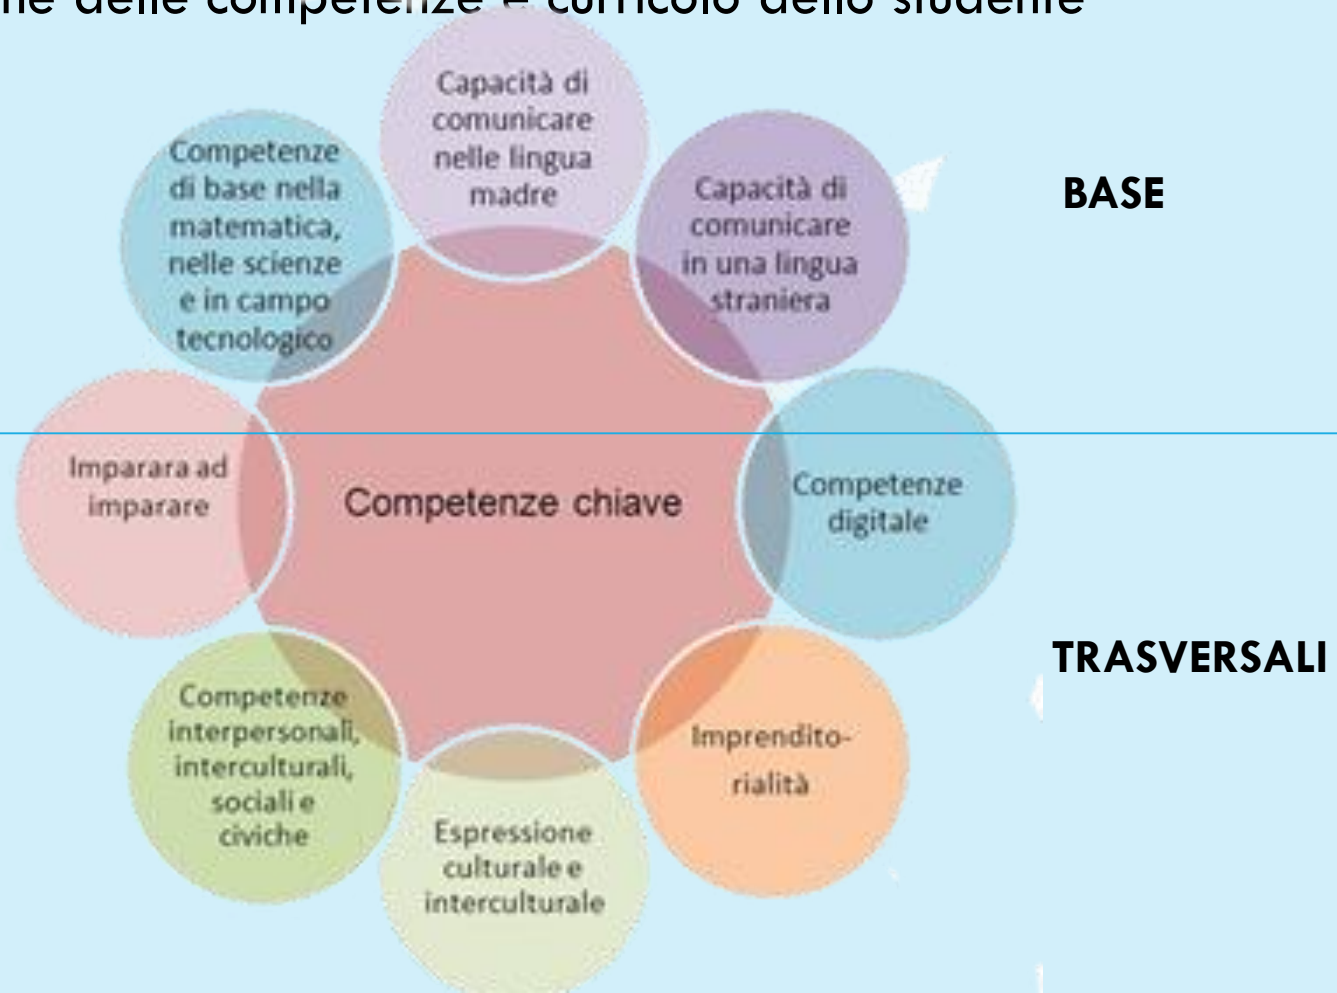 delle competenze e curricolo dello studente
Capacità di
comunicare
nelle lingua
madre
Competenze
di base nella
matematica,
nelle scienze
e in campo
tecnologico
Capacità di
comunicare
in una lingua
straniera
BASE
Imparara ad
imparare
Competenze chiave
Competenze
digitale
TRASVERSALI
Competenze
interpersonali,
interculturali,
sociali e
civiche
Imprendito-
rialità
Espressione
culturale e
interculturale